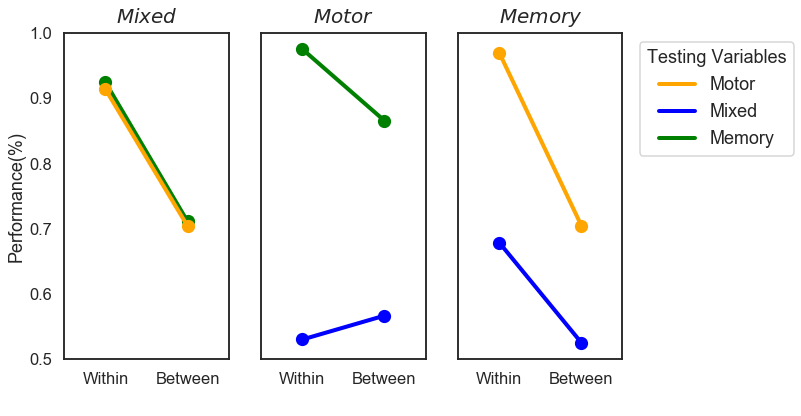 Mixed
Motor
Memory
Performance(%)
1.0
0.9
0.8
0.7
0.6
0.5
Within
Between
Within
Between
Within
Between
Testing Variables
Motor
Mixed
Memory